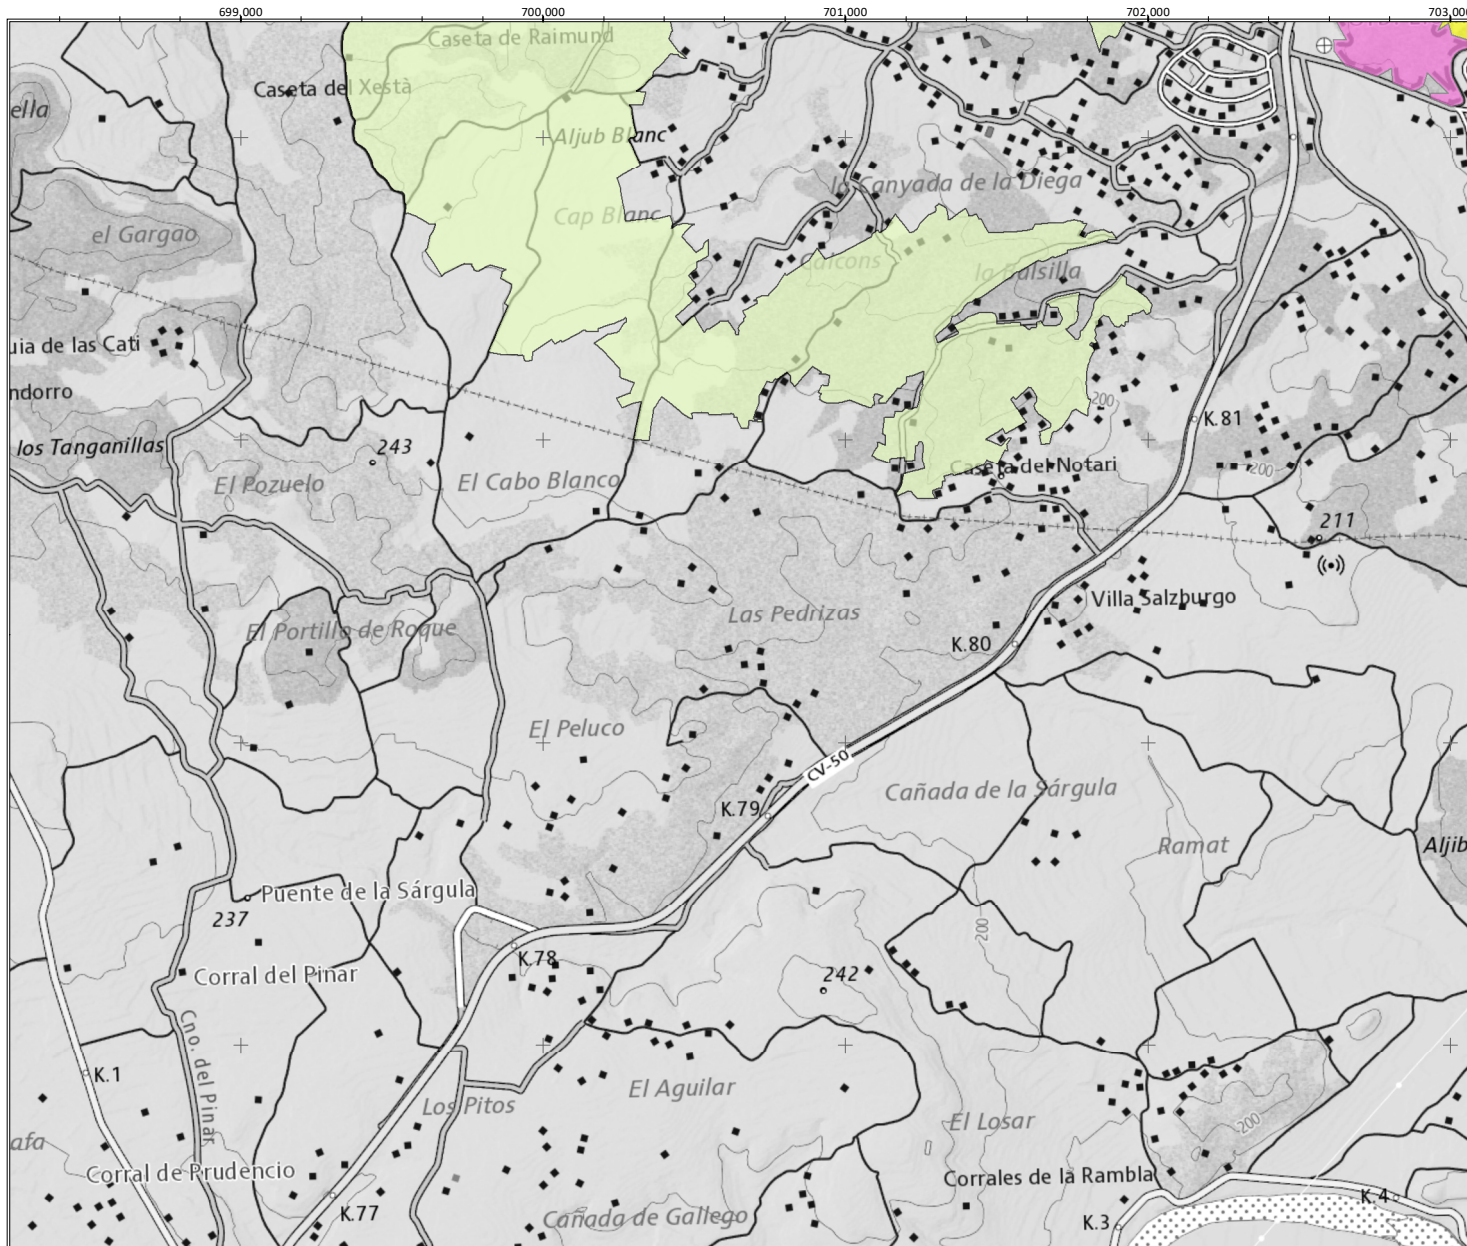 699,000 700,000 701,000 702,000
Caseta de Raimund
Caseta del Xestà
ella
Aljub Blanc
la Canyada de la Diega
Cap Blanc
el Gargao
Calcons
la Balsilla
uia de las Cati
ndorro
200
K.81
los Tanganillas
243
Caseta del Notari
200
El Pozuelo
El Cabo Blanco
211
Villa Salzburgo
Las Pedrizas
El Portillo de Roque
K.80
El Peluco
CV-50
Cañada de la Sárgula
K.79
Ramat
Aljib
Puente de la Sárgula
237
200
K.78
Corral del Pinar
242
Cno. del Pinar
K.1
El Aguilar
Los Pitos
El Losar
200
afa
Corral de Prudencio
Corrales de la Rambla
K.4
K.77
Cañada de Gallego
K.3